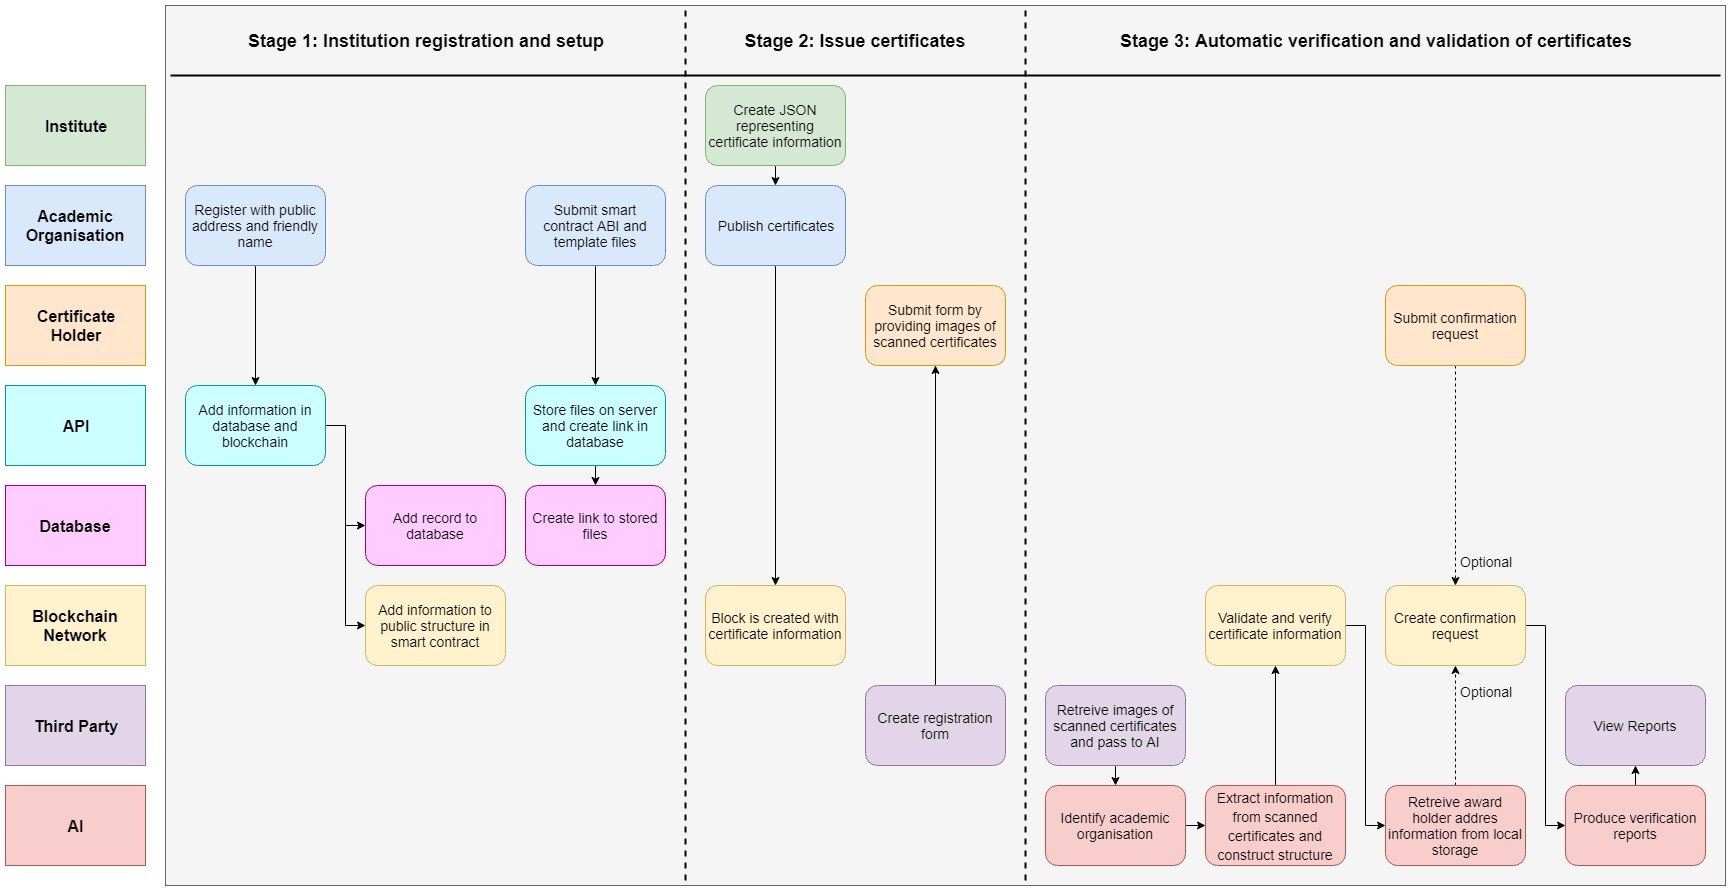 Stage 1: Institution registration and setup
Stage 2: Issue certificates
Stage 3: Automatic verification and validation of certificates
Institute
Create JSON
representing
certificate information
Academic
Organisation
Register with public
address and friendly
name
Submit smart
contract ABI and
template files
Publish certificates
Certificate
Holder
Submit form by
providing images of
scanned certificates
Submit confirmation
request
API
Add information in
database and
blockchain
Store files on server
and create link in
database
Database
Add record to
database
Create link to stored
files
Optional
Blockchain
Network
Add information to
public structure in
smart contract
Block is created with
certificate information
Validate and verify
certificate information
Create confirmation
request
Optional
Third Party
Create registration
form
Retreive images of
scanned certificates
and pass to AI
View Reports
AI
Identify academic
organisation
Extract information
from scanned
certificates and
construct structure
Retreive award
holder addres
information from local
storage
Produce verification
reports